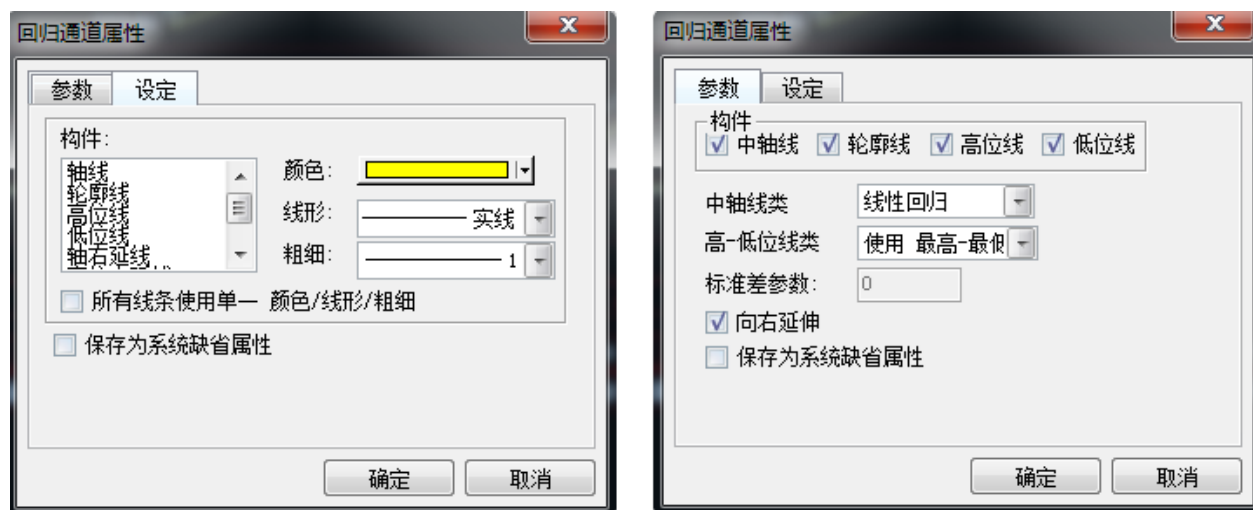 回归通道属性
参数 设定
构件:
轴线
轮廓线
高位线
低位线
轴右延线
颜色:
线形: 实线
粗细: 1
所有线条使用单一 颜色/线形/粗细
保存为系统缺省属性
确定 取消
回归通道属性
参数 设定
构件
中轴线 轮廓线 高位线 低位线
中轴线类 线性回归
高-低位线类 使用 最高-最低
标准差参数: 0
向右延伸
保存为系统缺省属性
确定 取消